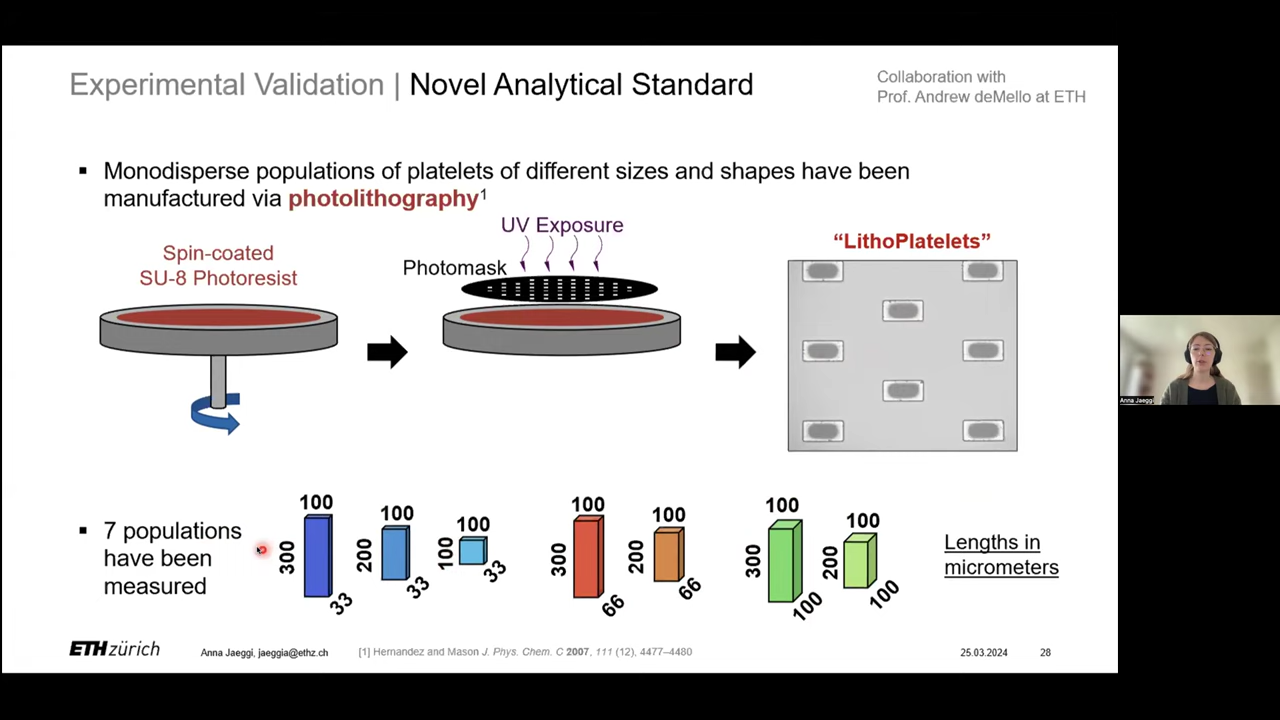 Experimental Validation | Novel Analytical Standard
Collaboration with
Prof. Andrew deMello at ETH
▪ Monodisperse populations of platelets of different sizes and shapes have been
manufactured via photolithography1
UV Exposure
Spin-coated
SU-8 Photoresist
Photomask
“LithoPlatelets”
▪ 7 populations
have been
measured
100
300
33
100
200
33
100
100
33
100
300
66
100
200
66
100
300
100
100
200
100
Lengths in
micrometers
ETH zürich
Anna Jaeggi, jaeggia@ethz.ch
[1] Hernandez and Mason J. Phys. Chem. C 2007, 111 (12), 4477–4480
25.03.2024
28
Anna Jaeggi